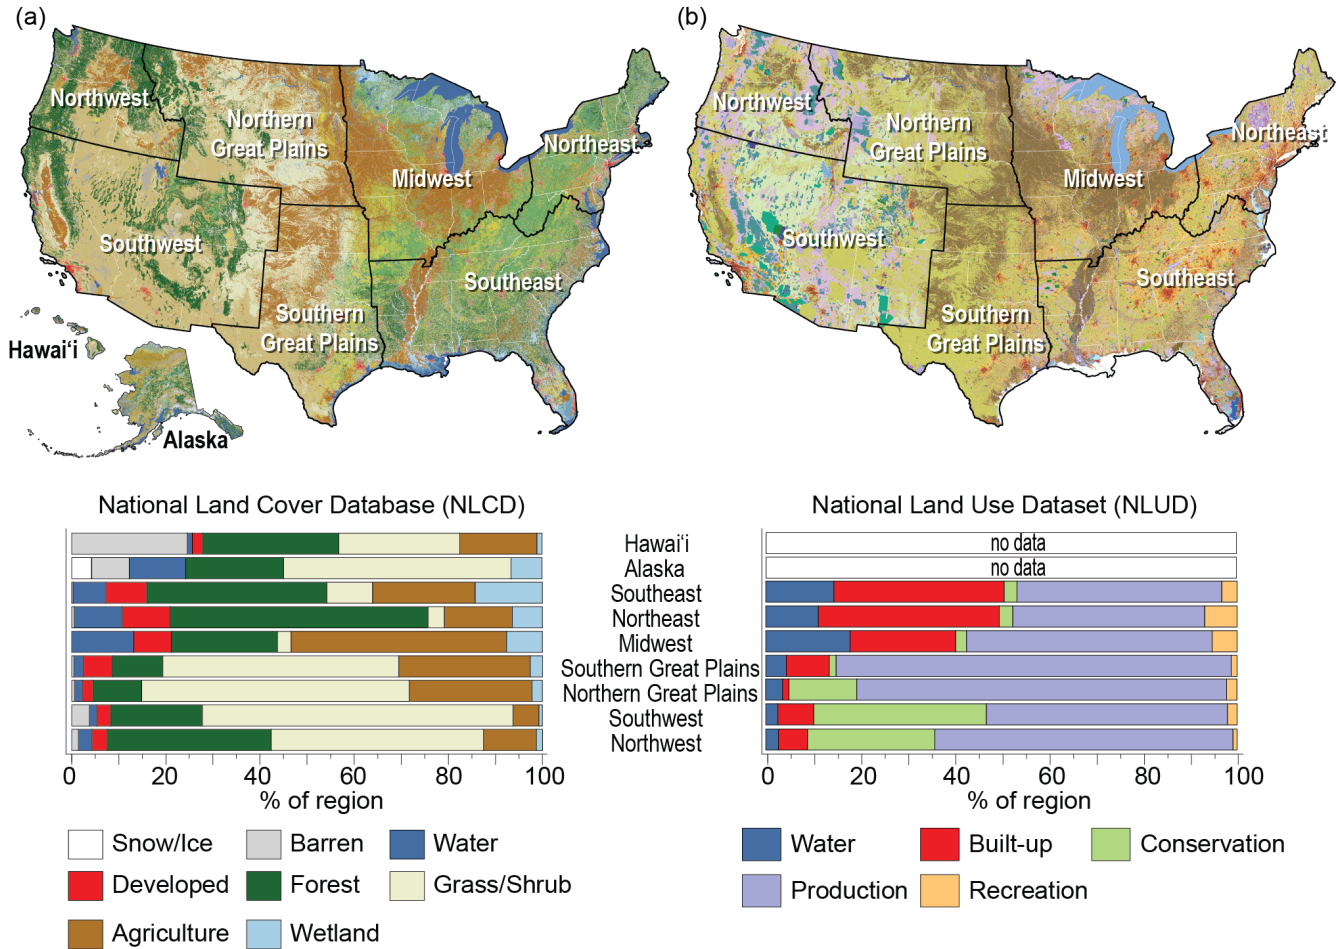 (a)
(b)
Northwest
Northern
Great Plains
Midwest
Northeast
Southwest
Southeast
Southern
Great Plains
Hawai‘i
Alaska
Northwest
Northern
Great Plains
Midwest
Northeast
Southwest
Southeast
Southern
Great Plains
National Land Cover Database (NLCD)
National Land Use Dataset (NLUD)
Hawai‘i
no data
Alaska
no data
Southeast
Northeast
Midwest
Southern Great Plains
Northern Great Plains
Southwest
Northwest
0 20 40 60 80 100
% of region
0 20 40 60 80 100
% of region
Snow/Ice Barren Water
Developed Forest Grass/Shrub
Agriculture Wetland
Water Built-up Conservation
Production Recreation